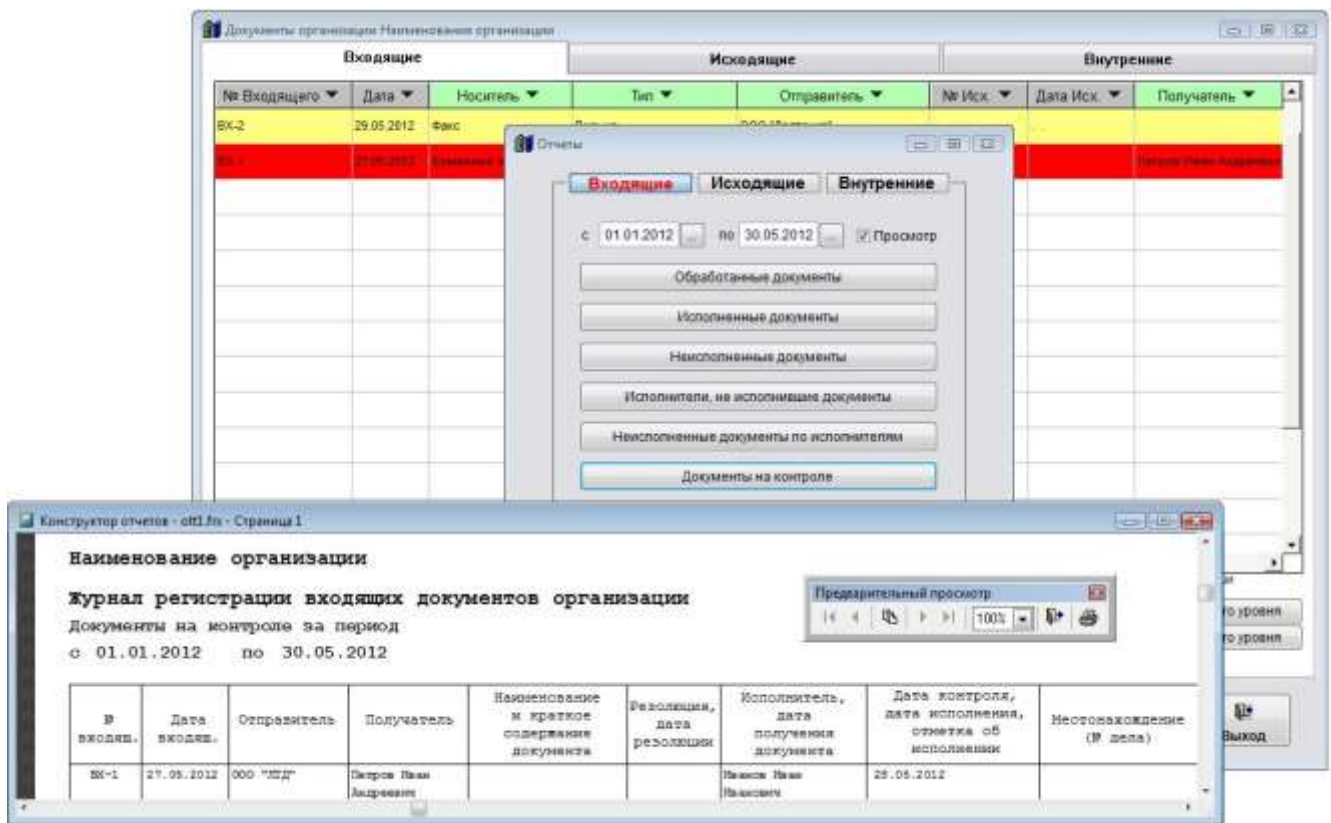 Документы организации Наименование организации
Входящие Исходящие Внутренние
№ Входящего Дата Носитель Тип Отправитель № Исх. Дата Исх. Получатель
ВХ-2 29.05.2012 Факс
Отчеты
Входящие Исходящие Внутренние
с 01.01.2012 ... по 30.05.2012 ... Просмотр
Обработанные документы
Исполненные документы
Неисполненные документы
Исполнители, не исполнившие документы
Неисполненные документы по исполнителям
Документы на контроле
го уровня
го уровня
Выход
Конструктор отчетов - - Страница 1
Наименование организации
Журнал регистрации входящих документов организации
Документы на контроле за период
с 01.01.2012 по 30.05.2012
Предварительный просмотр
100%
№ входящ.
Дата входящ.
Отправитель
Получатель
Наименование и краткое содержание документа
Резолюция, дата резолюции
Исполнитель, дата получения документа
Дата контроля, дата исполнения, отметка об исполнении
Местонахождение (№ дела)
ВХ-1 27.05.2012 ООО Петров Иван Андреевич Иванов Иван Иванович 25.05.2012